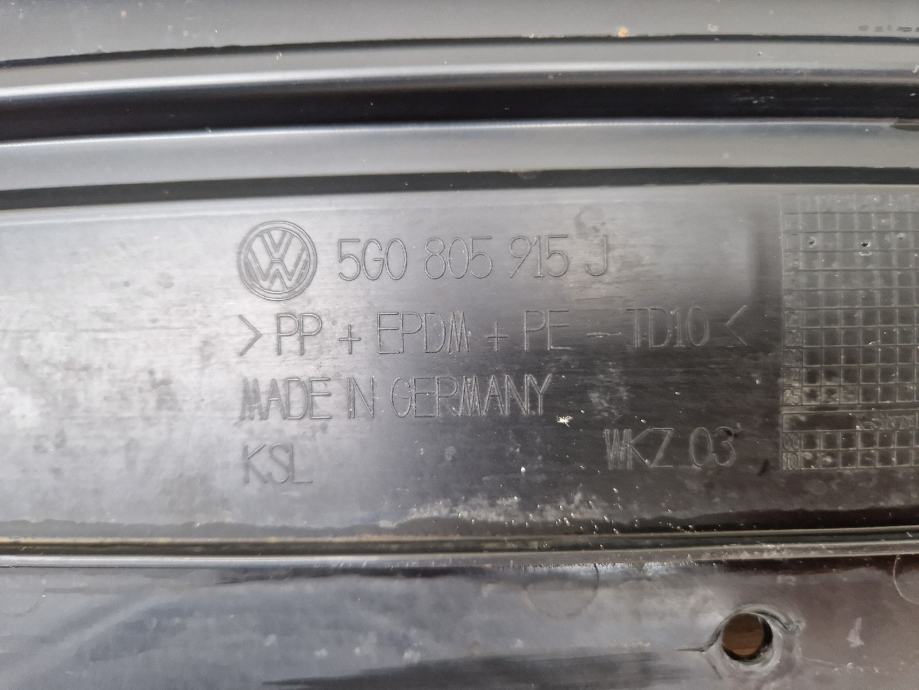 5G0 805 915 J
> PP + EPDM + PE - TD10 <
MADE IN GERMANY
KSL WKZ 03